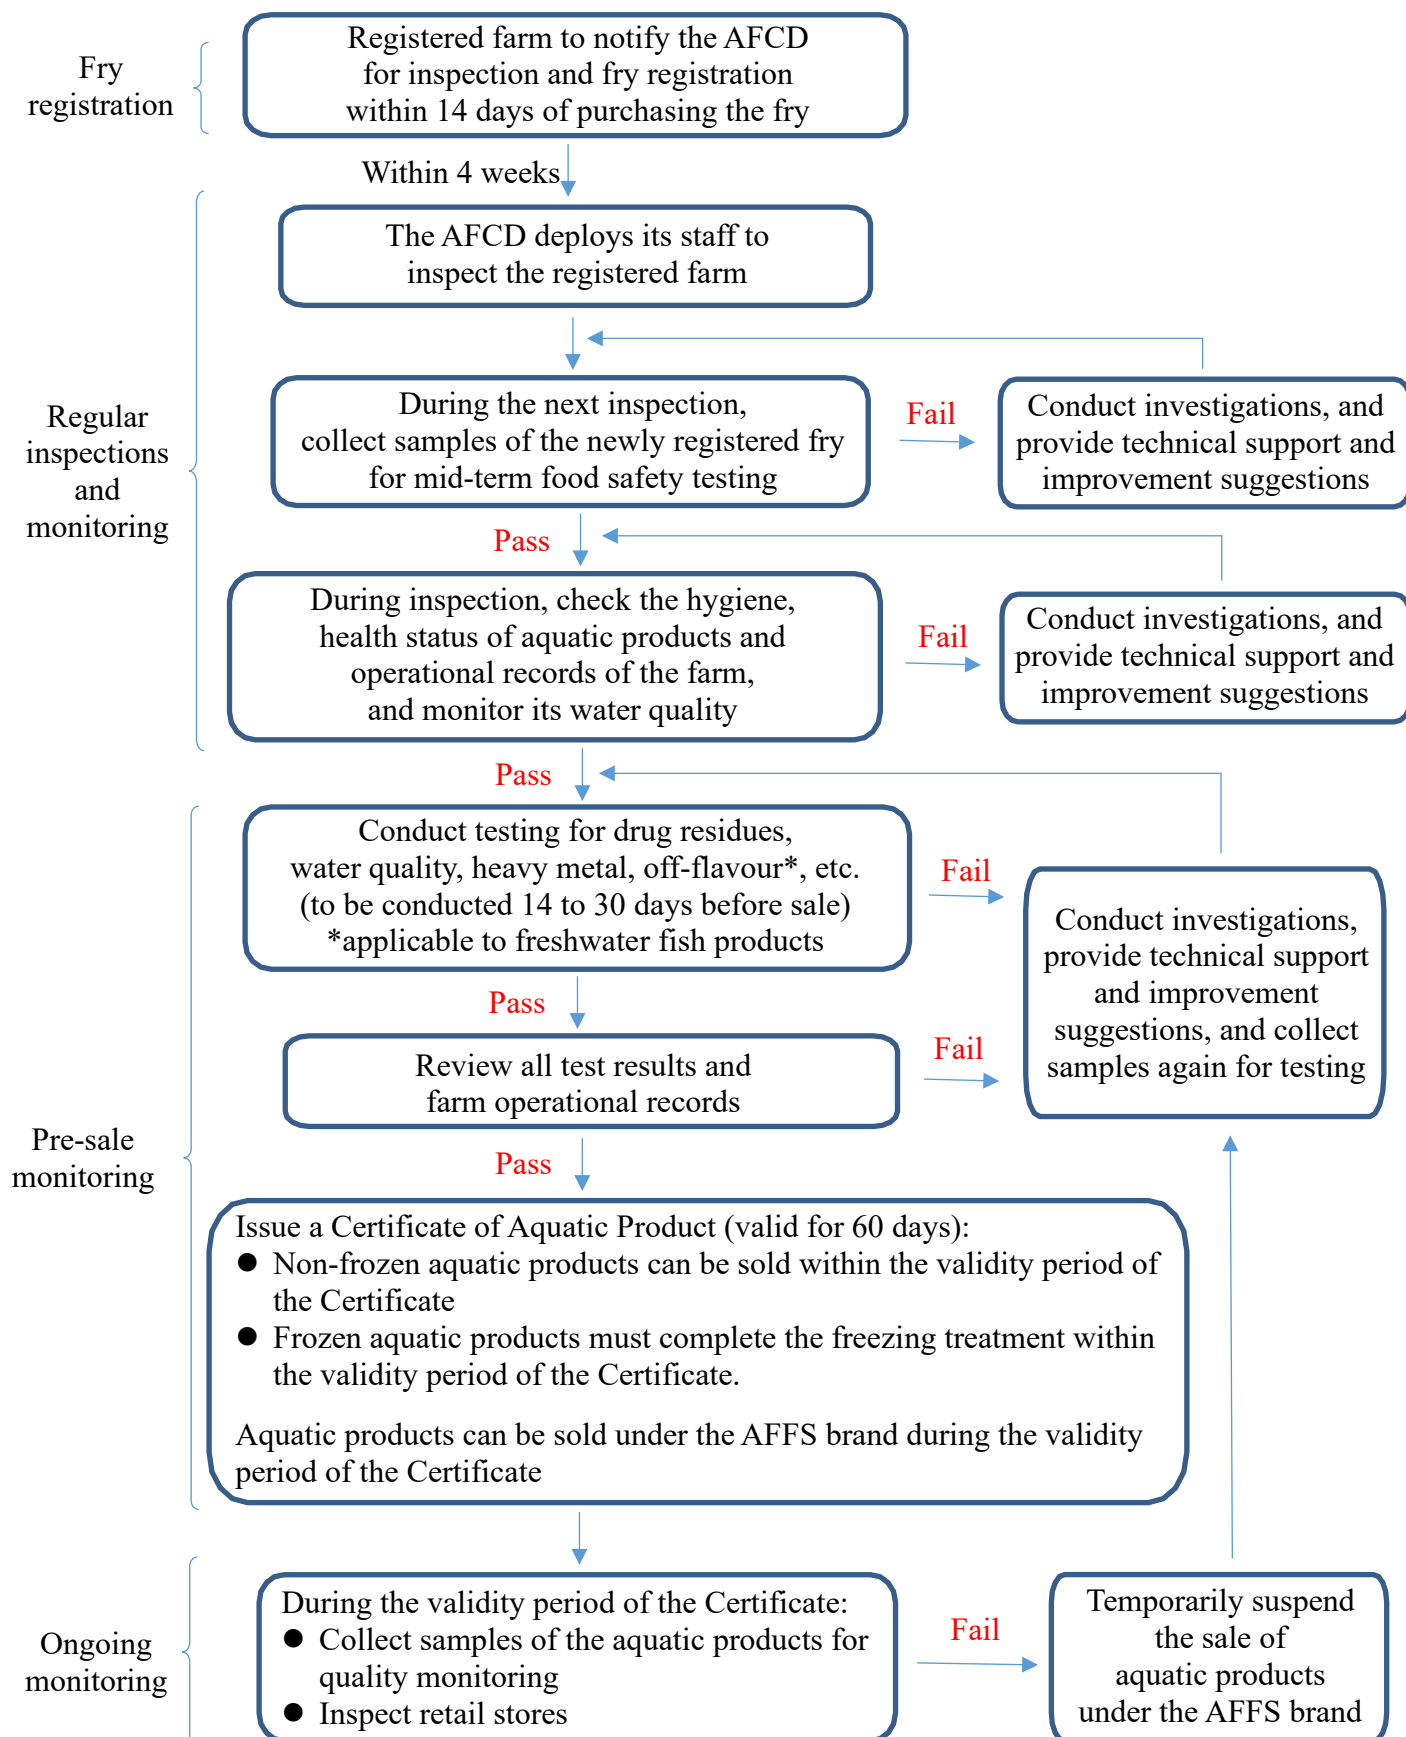 Fry
registration
Registered farm to notify the AFCD
for inspection and fry registration
within 14 days of purchasing the fry
Within 4 weeks
Regular
inspections
and
monitoring
The AFCD deploys its staff to
inspect the registered farm
During the next inspection,
collect samples of the newly registered fry
for mid-term food safety testing
Fail
Conduct investigations, and
provide technical support and
improvement suggestions
Pass
During inspection, check the hygiene,
health status of aquatic products and
operational records of the farm,
and monitor its water quality
Fail
Conduct investigations, and
provide technical support and
improvement suggestions
Pass
Pre-sale
monitoring
Conduct testing for drug residues,
water quality, heavy metal, off-flavour*, etc.
(to be conducted 14 to 30 days before sale)
*applicable to freshwater fish products
Fail
Conduct investigations,
provide technical support
and improvement
suggestions, and collect
samples again for testing
Pass
Review all test results and
farm operational records
Fail
Pass
Issue a Certificate of Aquatic Product (valid for 60 days):
● Non-frozen aquatic products can be sold within the validity period of
the Certificate
● Frozen aquatic products must complete the freezing treatment within
the validity period of the Certificate.
Aquatic products can be sold under the AFFS brand during the validity
period of the Certificate
Ongoing
monitoring
During the validity period of the Certificate:
● Collect samples of the aquatic products for
quality monitoring
● Inspect retail stores
Fail
Temporarily suspend
the sale of
aquatic products
under the AFFS brand